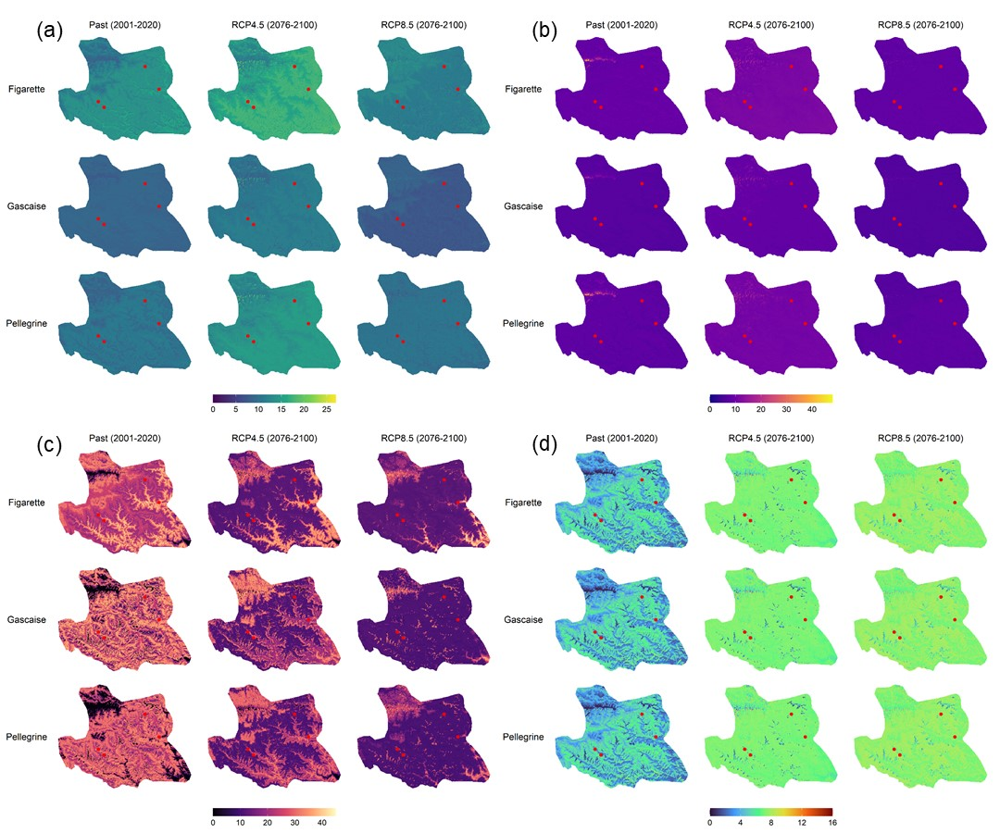 (a)
Past (2001-2020) RCP4.5 (2076-2100) RCP8.5 (2076-2100)
Figarette
Gascaise
Pellegrine
0 5 10 15 20 25
(b)
Past (2001-2020) RCP4.5 (2076-2100) RCP8.5 (2076-2100)
Figarette
Gascaise
Pellegrine
0 10 20 30 40
(c)
Past (2001-2020) RCP4.5 (2076-2100) RCP8.5 (2076-2100)
Figarette
Gascaise
Pellegrine
0 10 20 30 40
(d)
Past (2001-2020) RCP4.5 (2076-2100) RCP8.5 (2076-2100)
Figarette
Gascaise
Pellegrine
0 4 8 12 16